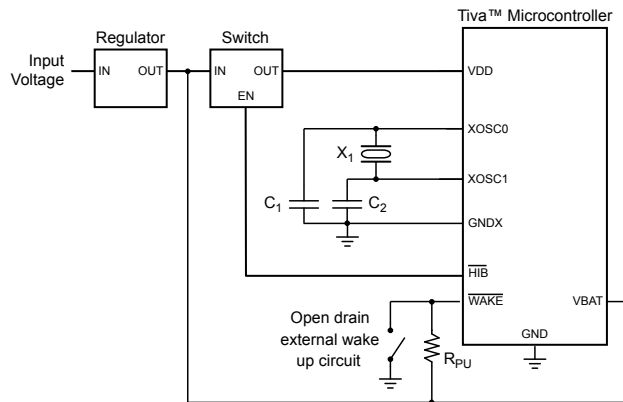 Tiva™ Microcontroller
Regulator
Switch
Input
Voltage
IN
OUT
IN
OUT
EN
VDD
XOSC0
X1
XOSC1
C1
C2
GNDX
HIB
WAKE
VBAT
Open drain
external wake
up circuit
RPU
GND